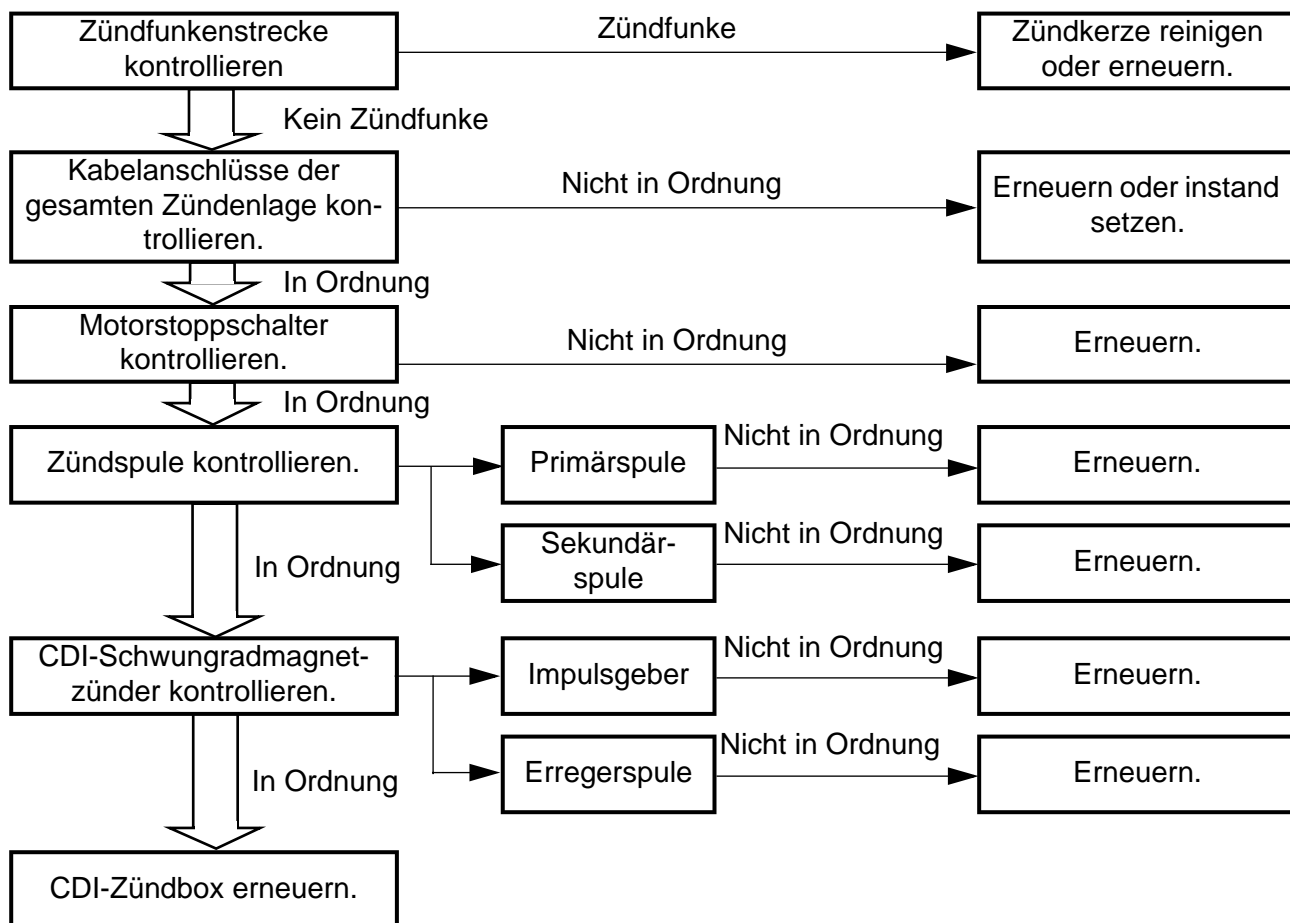 Zündfunkenstrecke
kontrollieren
Zündfunke
Zündkerze reinigen
oder erneuern.
Kein Zündfunke
Kabelanschlüsse der
gesamten Zündenlage kon-
trollieren.
Nicht in Ordnung
Erneuern oder instand
setzen.
In Ordnung
Motorstoppschalter
kontrollieren.
Nicht in Ordnung
Erneuern.
In Ordnung
Zündspule kontrollieren.
Primärspule
Nicht in Ordnung
Erneuern.
Sekundär-
spule
Nicht in Ordnung
Erneuern.
In Ordnung
CDI-Schwungradmagnet-
zünder kontrollieren.
Impulsgeber
Nicht in Ordnung
Erneuern.
Erregerspule
Nicht in Ordnung
Erneuern.
In Ordnung
CDI-Zündbox erneuern.